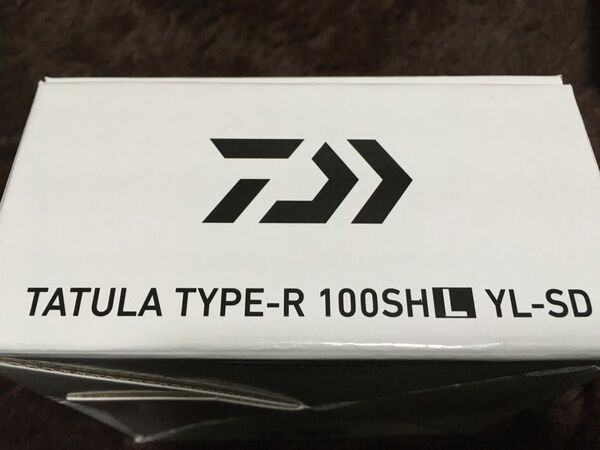 TATULA TYPE-R 100SHL YL-SD